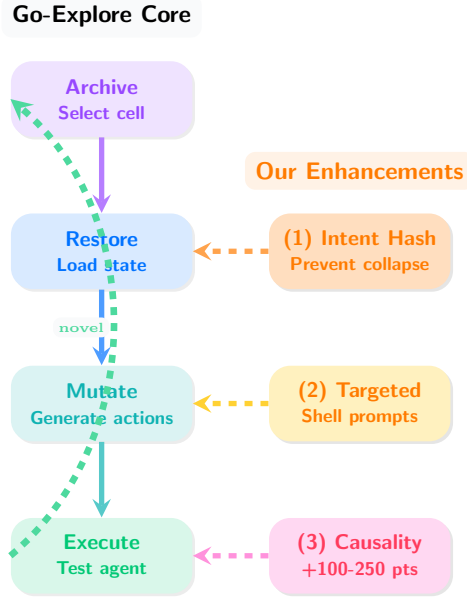 Go-Explore Core
Archive
Select cell
Our Enhancements
Restore
Load state
(1) Intent Hash
Prevent collapse
novel
Mutate
Generate actions
(2) Targeted
Shell prompts
Execute
Test agent
(3) Causality
+100-250 pts